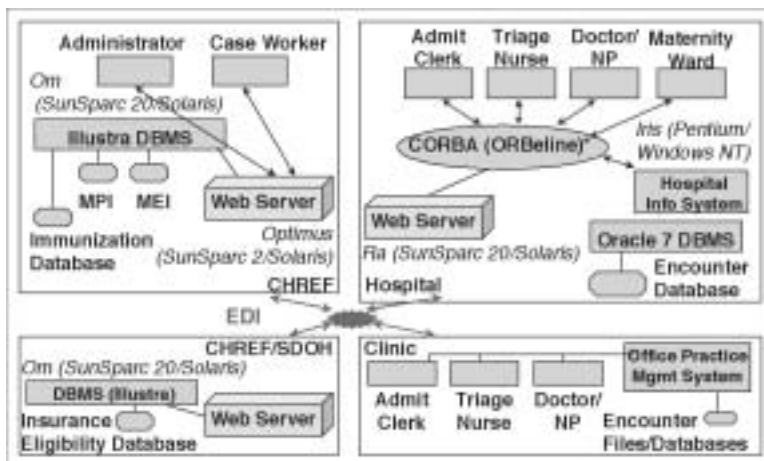 Administrator
Case Worker
Om
(SunSparc 20/Solaris)
Illustra DBMS
MPI
MEI
Web Server
Immunization
Database
Optimus
(SunSparc 2/Solaris)
CHREF
Admit
Clerk
Triage
Nurse
Doctor/
NP
Maternity
Ward
CORBA (ORBeline)*
Iris (Pentium/
Windows NT)
Hospital
Info System
Web Server
Ra (SunSparc 20/Solaris)
Oracle 7 DBMS
Encounter
Database
Hospital
EDI
CHREF/SDOH
Om (SunSparc 20/Solaris)
DBMS (Illustra)
Web Server
Insurance
Eligibility Database
Clinic
Office Practice
Mgmt System
Admit
Clerk
Triage
Nurse
Doctor/
NP
Encounter
Files/Databases